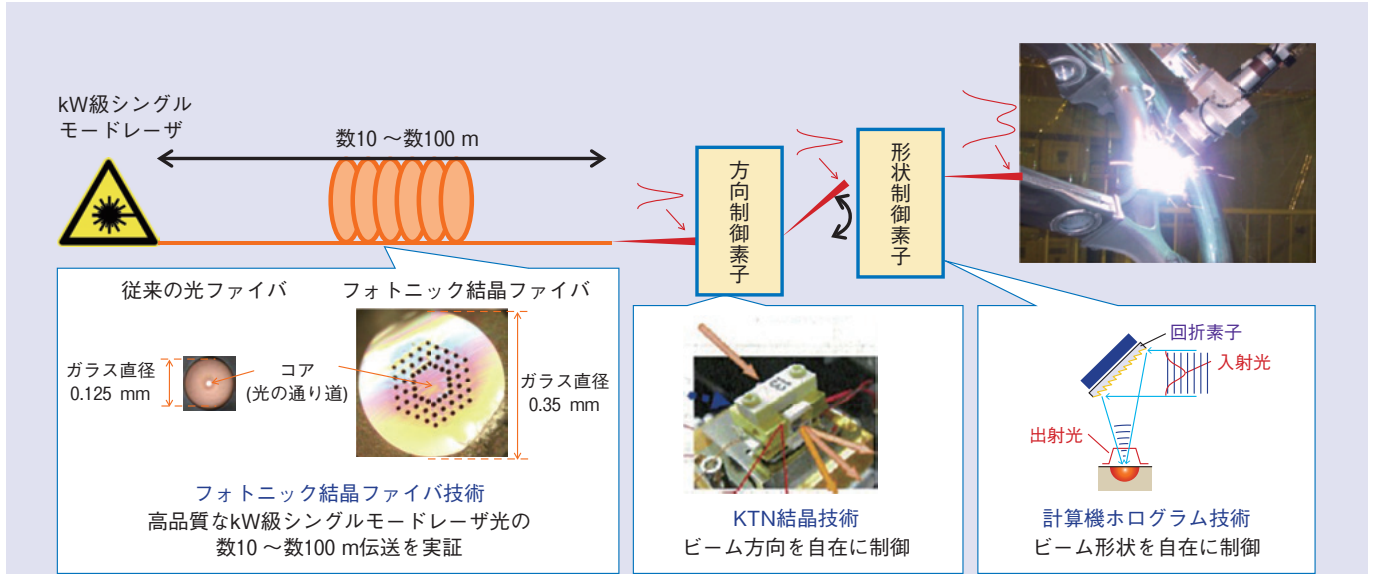 kW級シングル
モードレーザ
数10 ～数100 m
方向制御素子
形状制御素子
従来の光ファイバ
フォトニック結晶ファイバ
ガラス直径
0.125 mm
コア
(光の通り道)
ガラス直径
0.35 mm
フォトニック結晶ファイバ技術
高品質なkW級シングルモードレーザ光の
数10 ～数100 m伝送を実証
KTN結晶技術
ビーム方向を自在に制御
回折素子
入射光
出射光
計算機ホログラム技術
ビーム形状を自在に制御